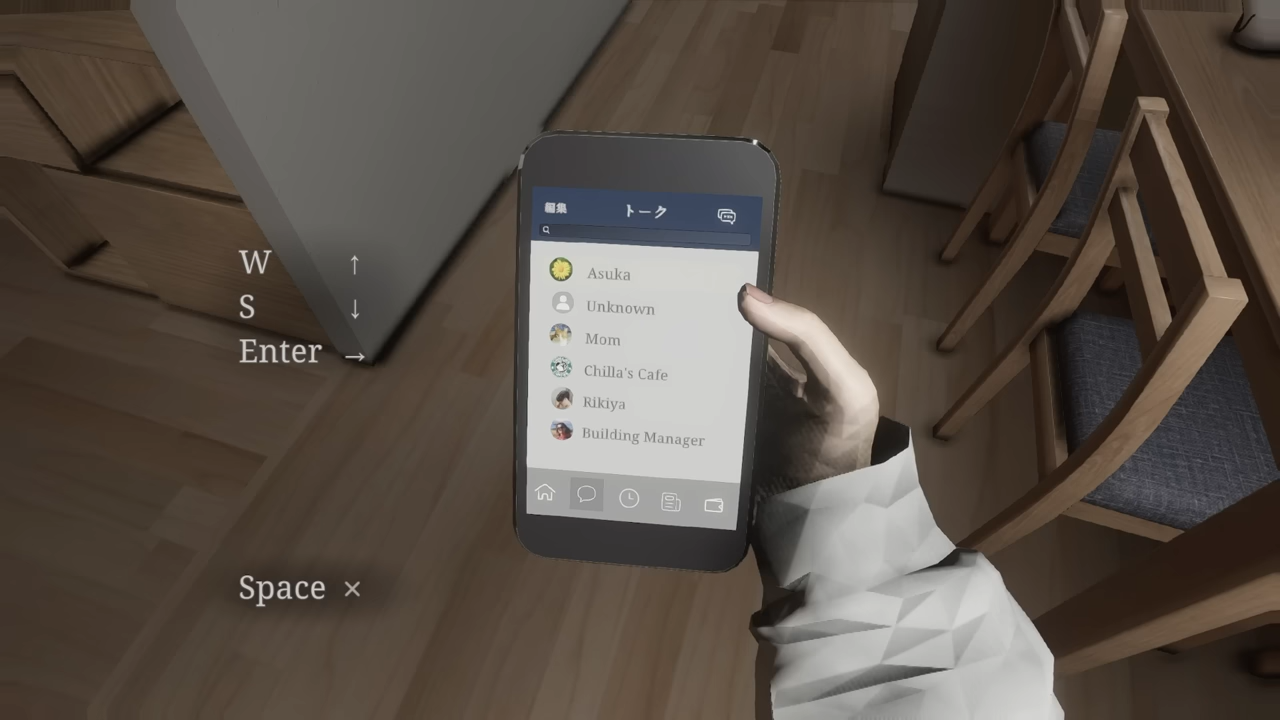 編集
トーク
Asuka
Unknown
Mom
Chilla's Cafe
Rikiya
Building Manager
W ↑
S ↓
Enter →
Space ×